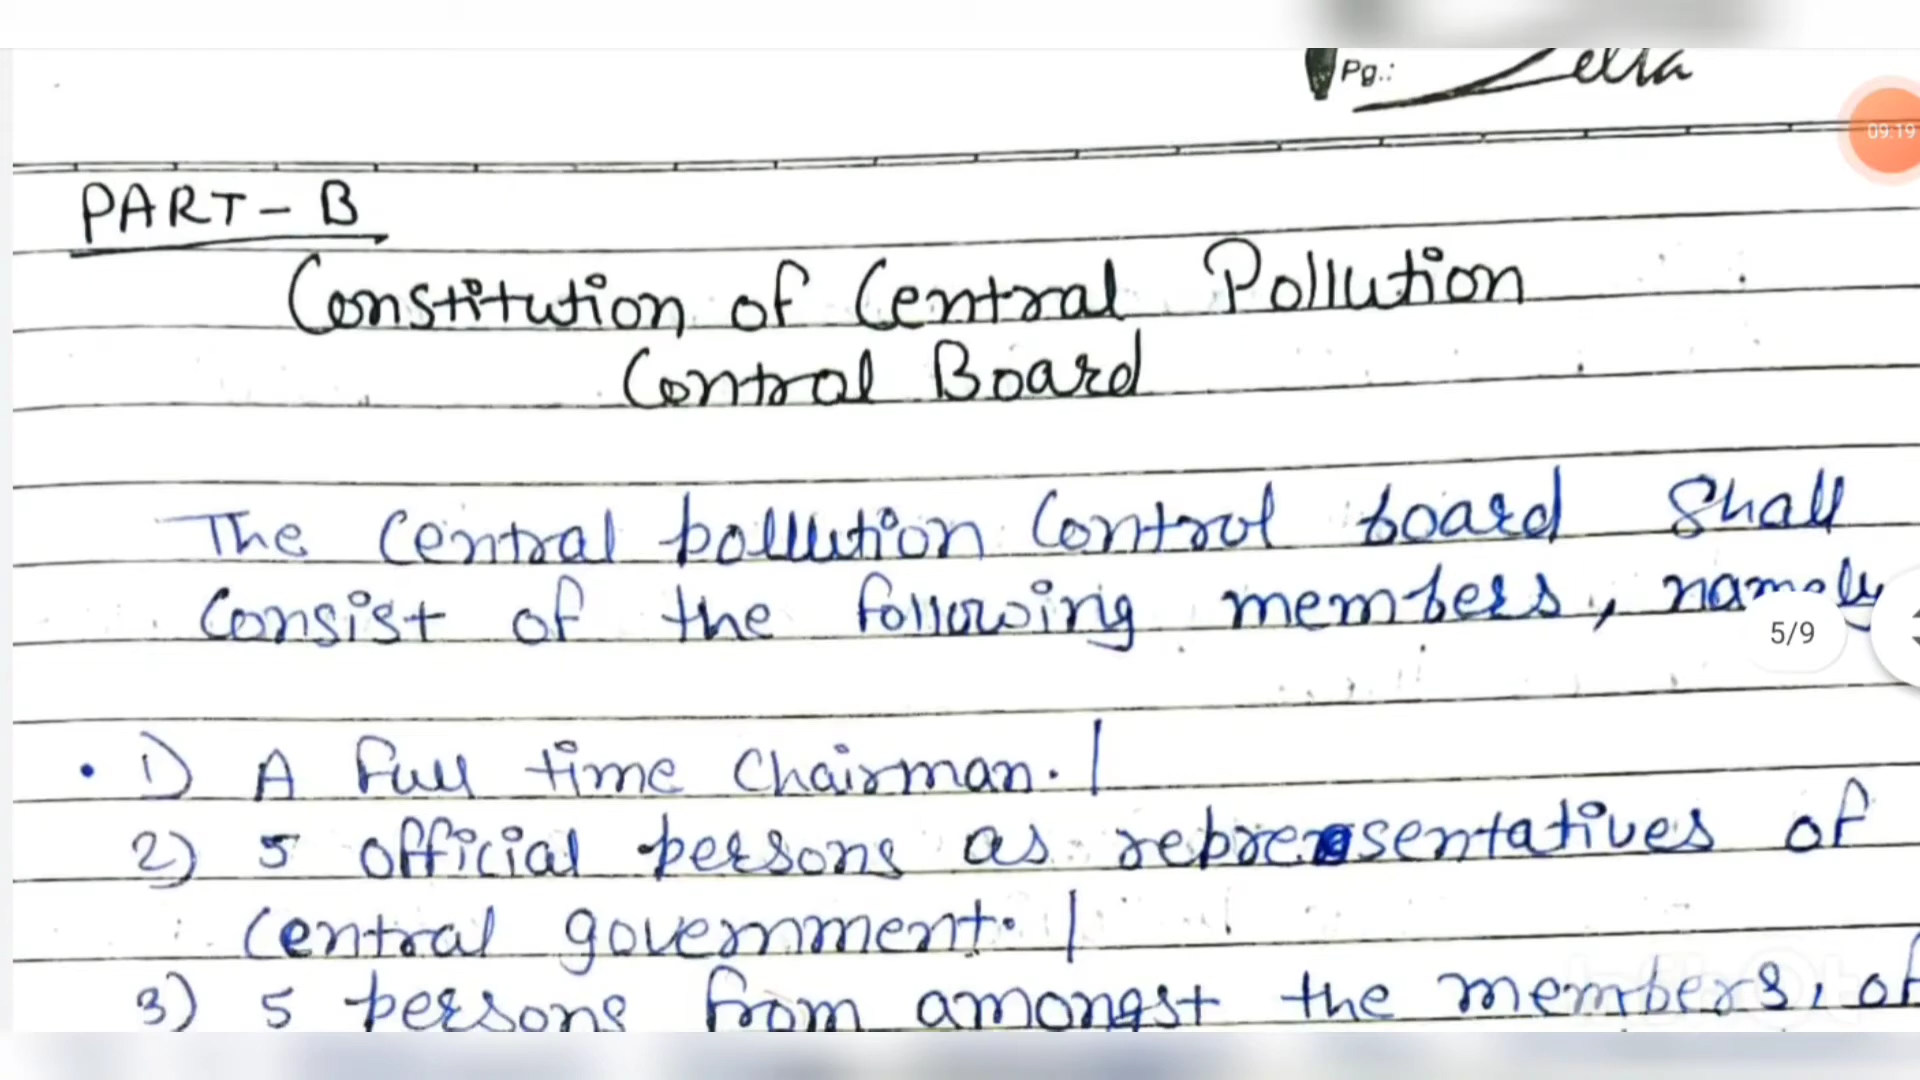 Pg.:
09:19
PART - B
Constitution of Central Pollution
Control Board
The Central pollution Control board Shall
Consist of the following members, namely
5/9
• 1) A full time Chairman. |
2) 5 official persons as representatives of
Central government. |
3) 5 persons from amongst the members, of